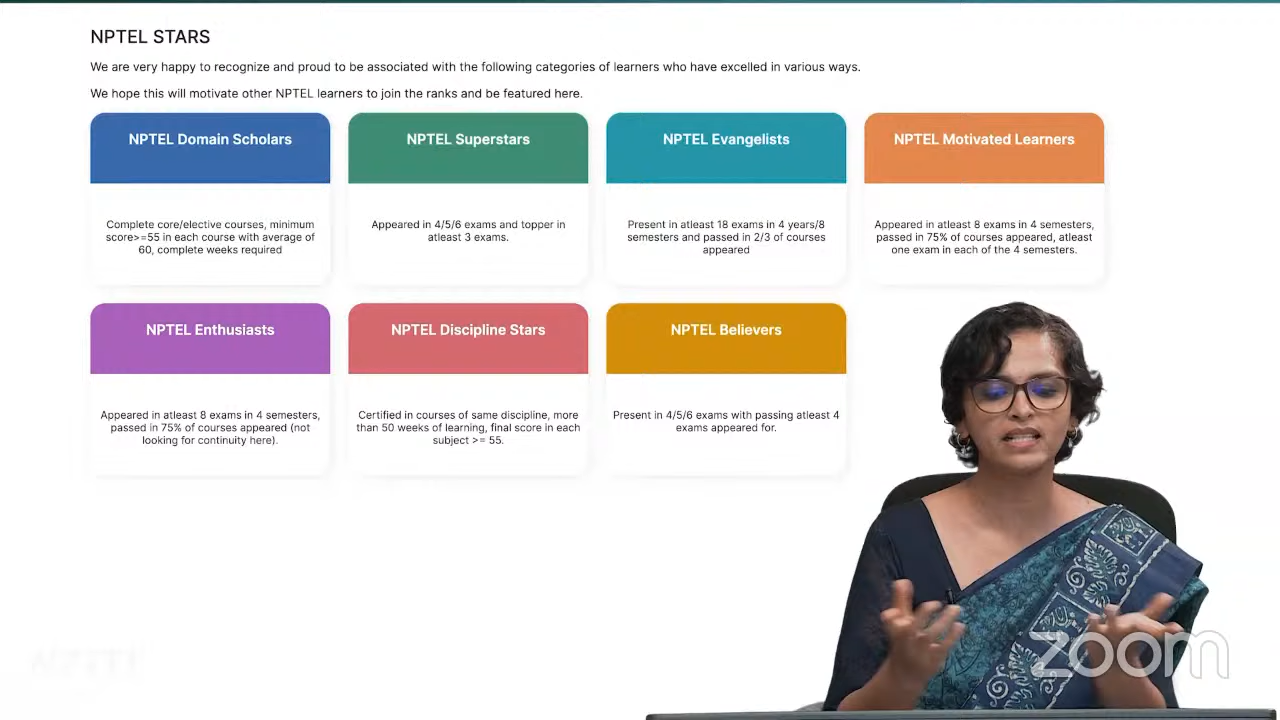 NPTEL STARS
We are very happy to recognize and proud to be associated with the following categories of learners who have excelled in various ways.
We hope this will motivate other NPTEL learners to join the ranks and be featured here.
NPTEL Domain Scholars
Complete core/elective courses, minimum
score>=55 in each course with average of
60, complete weeks required
NPTEL Superstars
Appeared in 4/5/6 exams and topper in
atleast 3 exams.
NPTEL Evangelists
Present in atleast 18 exams in 4 years/8
semesters and passed in 2/3 of courses
appeared
NPTEL Motivated Learners
Appeared in atleast 8 exams in 4 semesters,
passed in 75% of courses appeared, atleast
one exam in each of the 4 semesters.
NPTEL Enthusiasts
Appeared in atleast 8 exams in 4 semesters,
passed in 75% of courses appeared (not
looking for continuity here).
NPTEL Discipline Stars
Certified in courses of same discipline, more
than 50 weeks of learning, final score in each
subject >= 55.
NPTEL Believers
Present in 4/5/6 exams with passing atleast 4
exams appeared for.
zoom